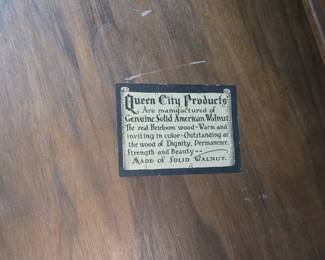 Queen City Products
Are manufactured of
Genuine Solid American Walnut
The real Heirloom wood-Warm and
inviting in color-Outstanding as
the wood of Dignity, Permanence,
Strength and Beauty--
MADE OF SOLID WALNUT.